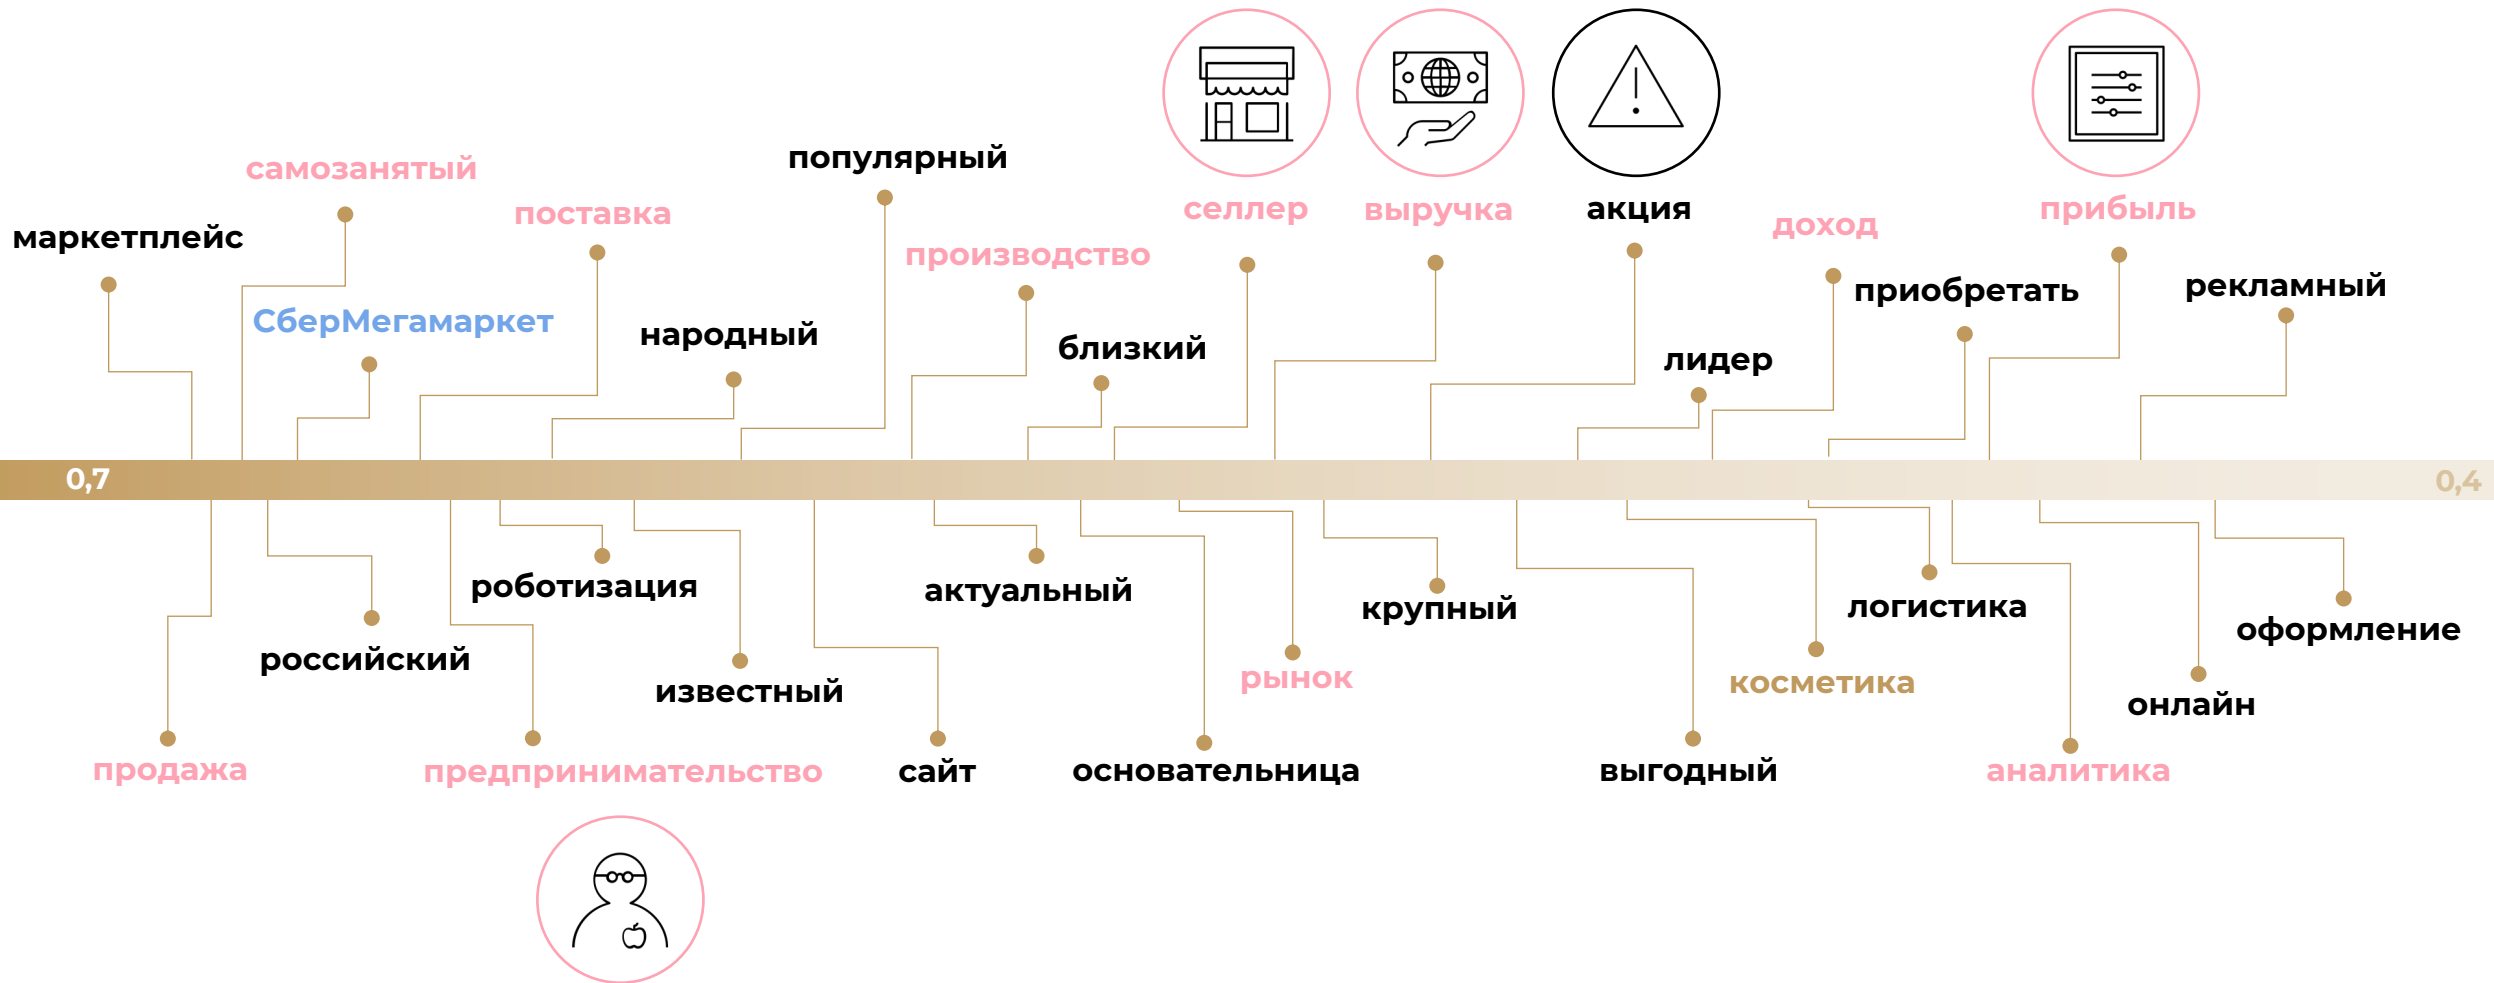 популярный
самозанятый
селлер
выручка
акция
прибыль
поставка
доход
маркетплейс
производство
рекламный
приобретать
СберМегамаркет
народный
близкий
лидер
0,7
0,4
роботизация
актуальный
крупный
логистика
оформление
российский
рынок
косметика
известный
онлайн
продажа
предпринимательство
сайт
основательница
выгодный
аналитика